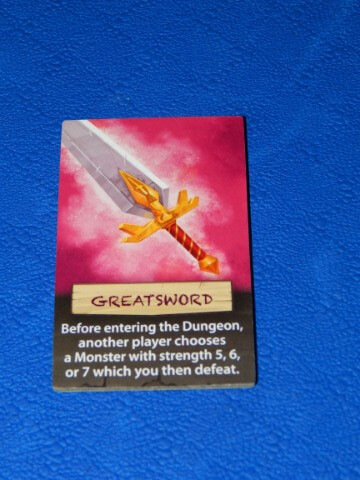 GREATSWORD
Before entering the Dungeon,
another player chooses
a Monster with strength 5, 6,
or 7 which you then defeat.